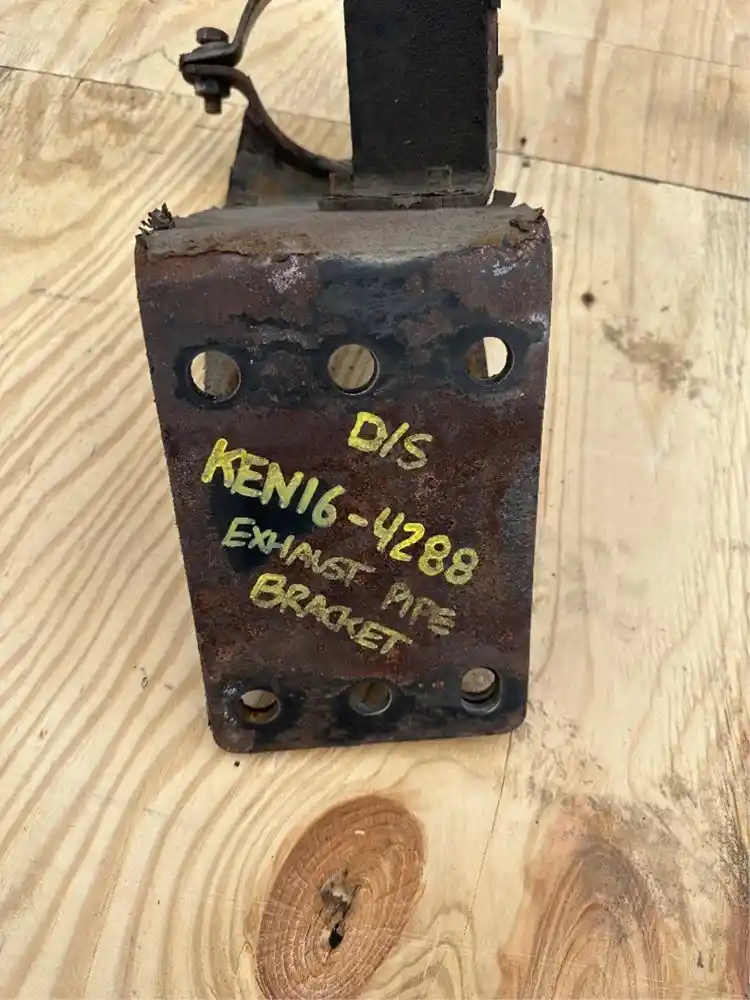 D/S
KEN16-4288
EXHAUST PIPE
BRACKET